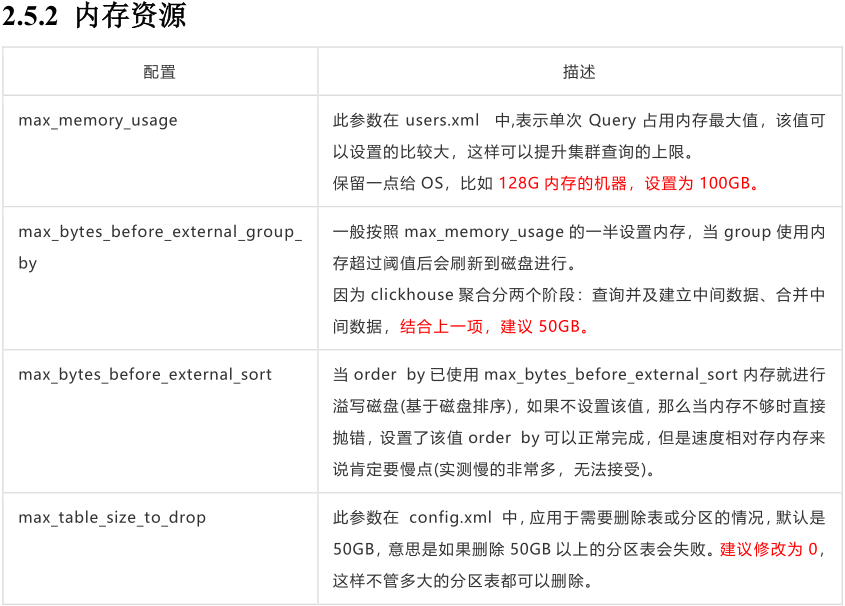 2.5.2 内存资源
配置
描述
max_memory_usage
此参数在 users.xml 中,表示单次 Query 占用内存最大值，该值可
以设置的比较大，这样可以提升集群查询的上限。
保留一点给 OS，比如 128G 内存的机器，设置为 100GB。
max_bytes_before_external_group_
by
一般按照 max_memory_usage 的一半设置内存，当 group 使用内
存超过阈值后会刷新到磁盘进行。
因为 clickhouse 聚合分两个阶段：查询并及建立中间数据、合并中
间数据，结合上一项，建议 50GB。
max_bytes_before_external_sort
当 order by 已使用 max_bytes_before_external_sort 内存就进行
溢写磁盘(基于磁盘排序)，如果不设置该值，那么当内存不够时直接
抛错，设置了该值 order by 可以正常完成，但是速度相对存内存来
说肯定要慢点(实测慢的非常多，无法接受)。
max_table_size_to_drop
此参数在 config.xml 中，应用于需要删除表或分区的情况，默认是
50GB，意思是如果删除 50GB 以上的分区表会失败。建议修改为 0，
这样不管多大的分区表都可以删除。